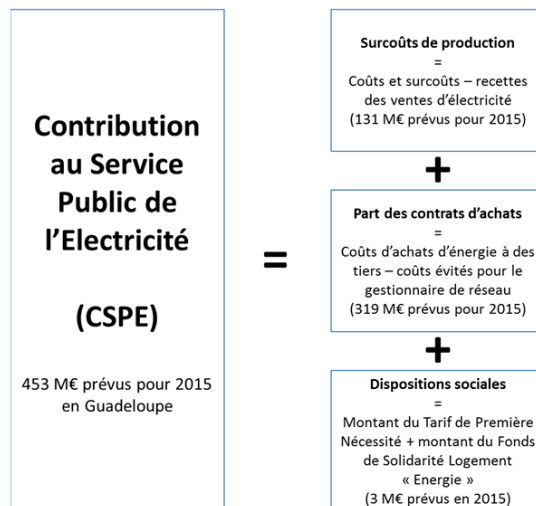 Contribution
au Service
Public de
l’Electricité
(CSPE)
453 M€ prévus pour 2015
en Guadeloupe
=
Surcoûts de production
=
Coûts et surcoûts – recettes
des ventes d’électricité
(131 M€ prévus pour 2015)
+
Part des contrats d’achats
=
Coûts d’achats d’énergie à des
tiers – coûts évités pour le
gestionnaire de réseau
(319 M€ prévus pour 2015)
+
Dispositions sociales
=
Montant du Tarif de Première
Nécessité + montant du Fonds
de Solidarité Logement
« Energie »
(3 M€ prévus en 2015)